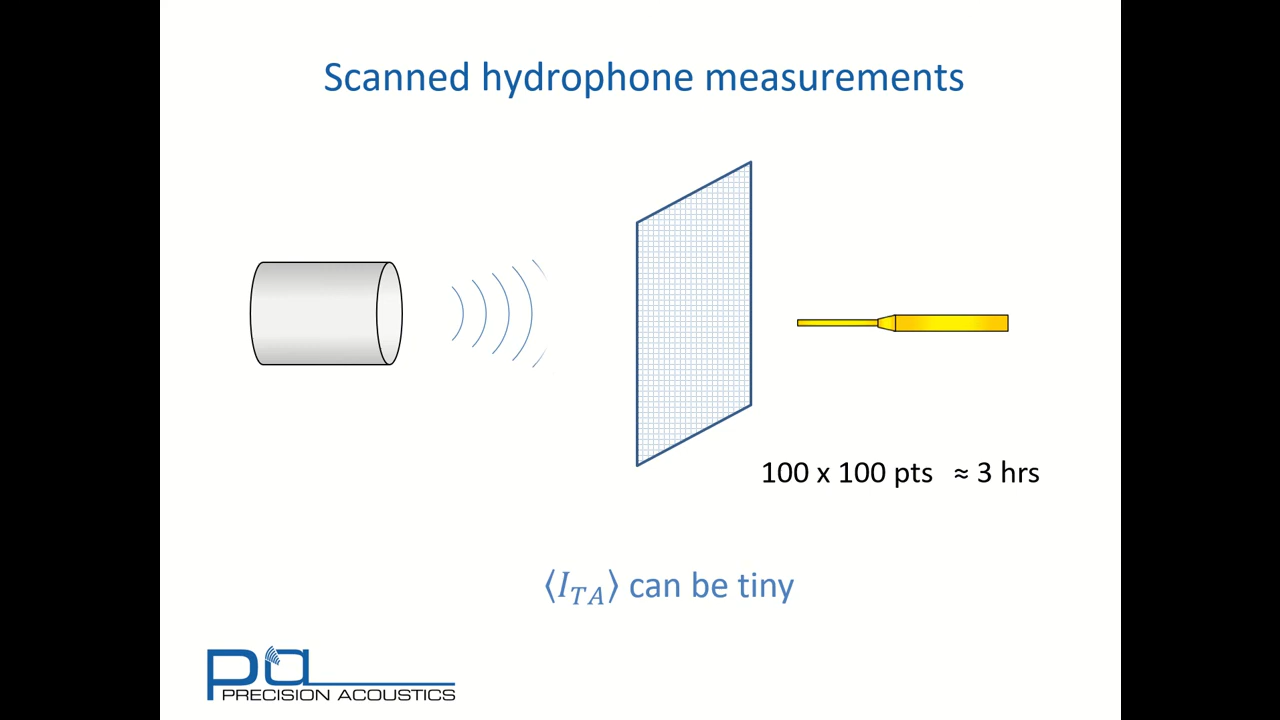 Scanned hydrophone measurements
100 x 100 pts ≈ 3 hrs
⟨I_TA⟩ can be tiny
pa
PRECISION ACOUSTICS